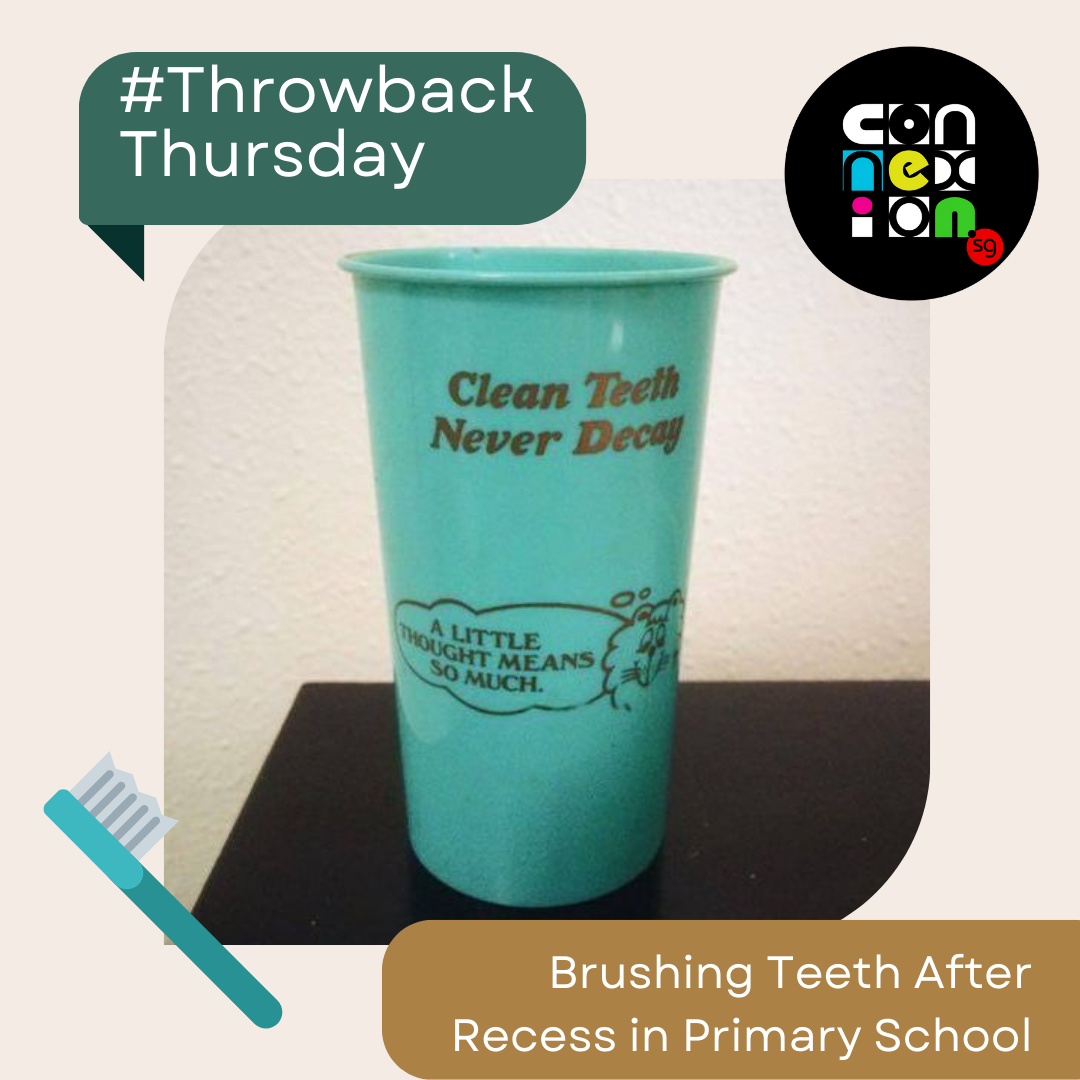 #Throwback
Thursday
con
nex
ion
.sg
Clean Teeth
Never Decay
A LITTLE
THOUGHT MEANS
SO MUCH.
Brushing Teeth After
Recess in Primary School